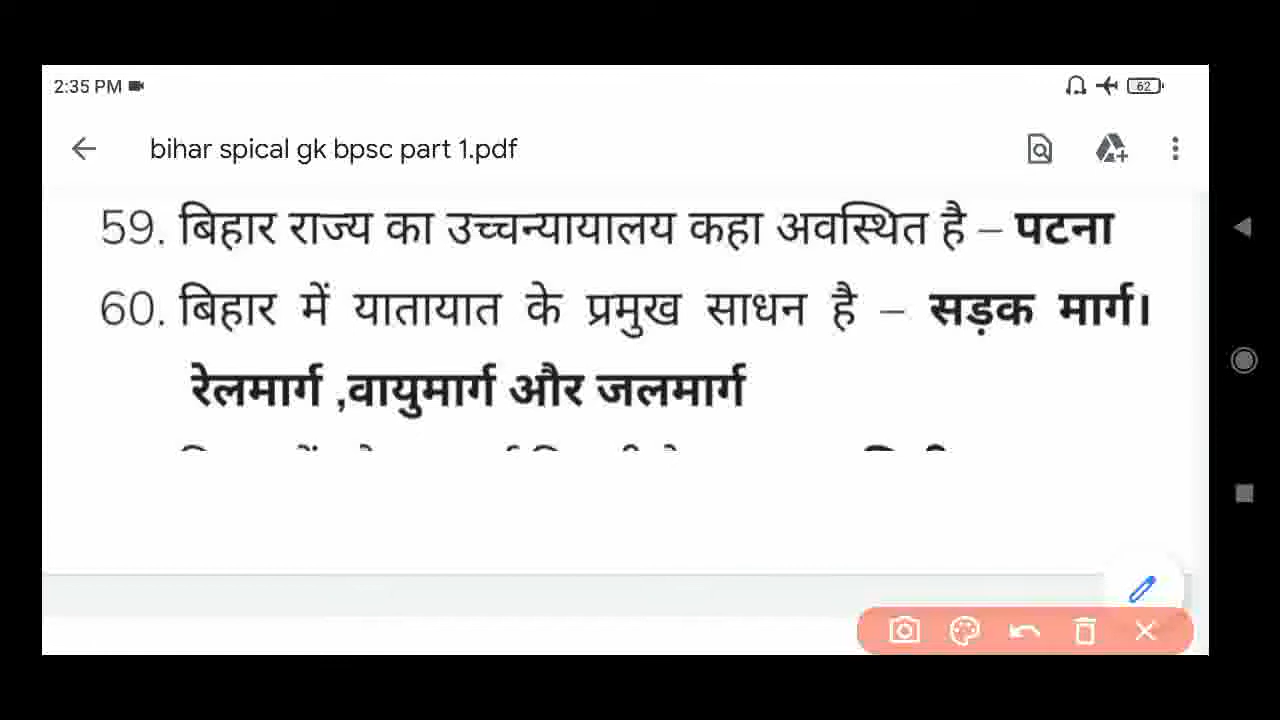 2:35 PM
62
bihar spical gk bpsc part 1.pdf
59. बिहार राज्य का उच्चन्यायालय कहा अवस्थित है – पटना
60. बिहार में यातायात के प्रमुख साधन है – सड़क मार्ग।
रेलमार्ग ,वायुमार्ग और जलमार्ग